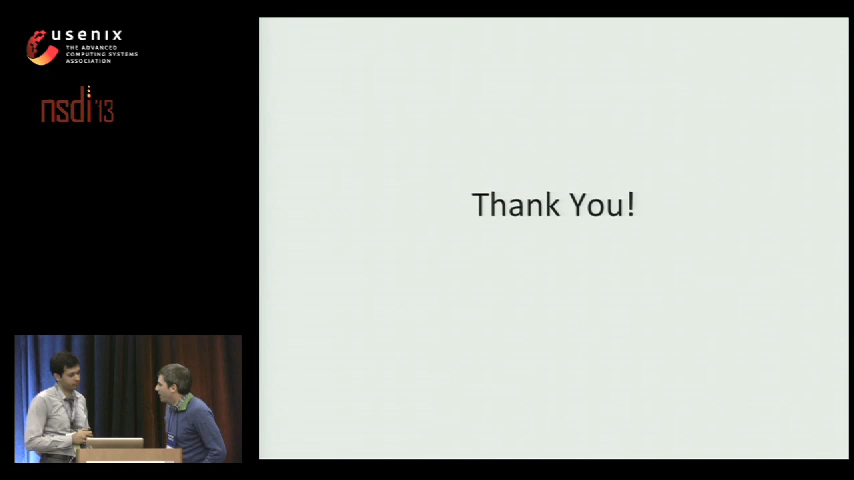 usenix
THE ADVANCED
COMPUTING SYSTEMS
ASSOCIATION
nsdi '13
Thank You!